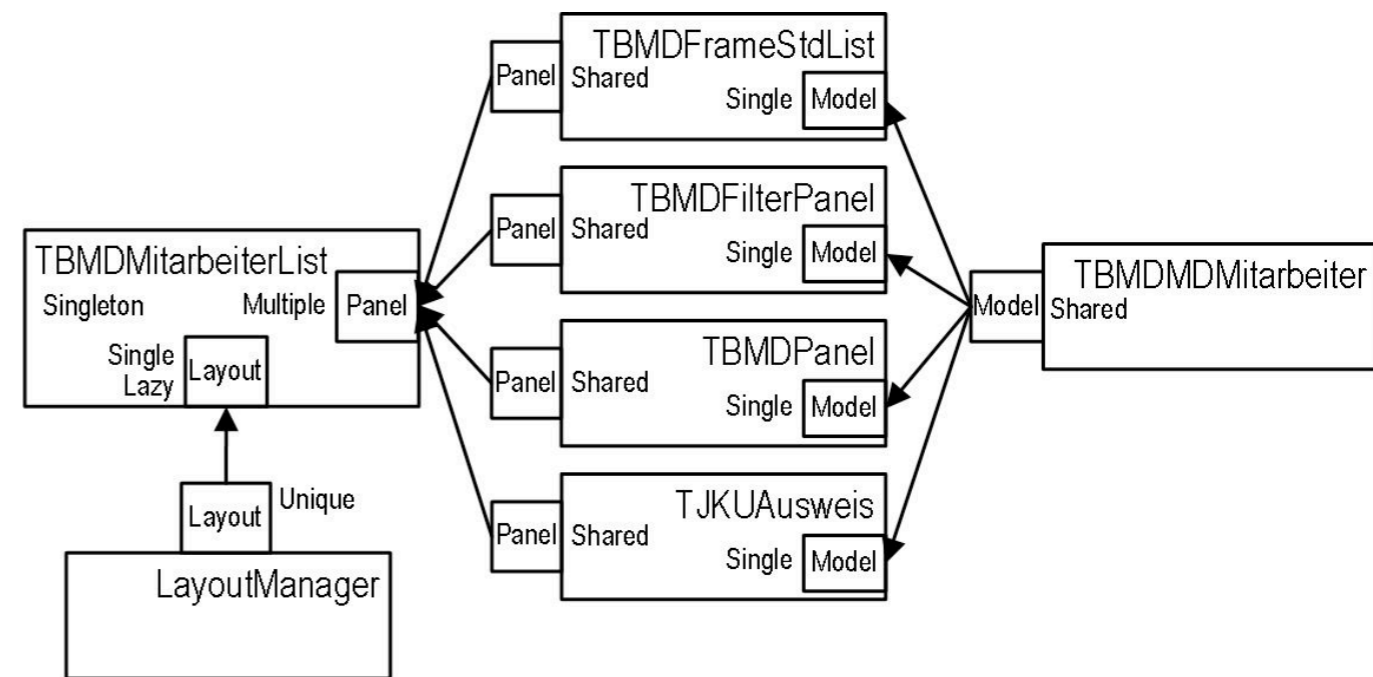 TBMDFrameStdList
Panel Shared
Single Model
TBMDFilterPanel
Panel Shared
Single Model
TBMDMitarbeiterList
Singleton Multiple Panel
Single
Lazy Layout
TBMDPanel
Panel Shared
Single Model
TBMDMDMitarbeiter
Model Shared
TJKUAusweis
Panel Shared
Single Model
Layout Unique
LayoutManager